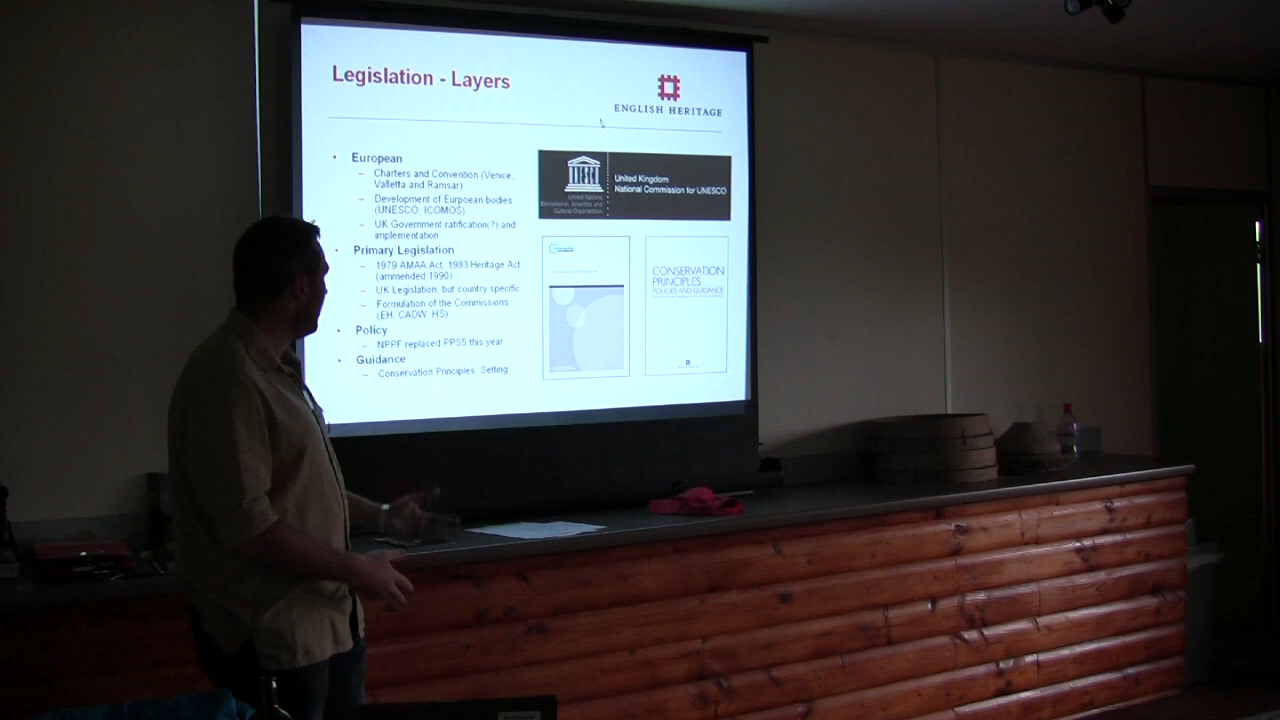 Legislation - Layers
ENGLISH HERITAGE
• European
– Charters and Convention (Venice,
Valletta and Ramsar)
– Development of Eurpoean bodies
(UNESCO, ICOMOS)
– UK Government ratification(?) and
implementation
• Primary Legislation
– 1979 AMAA Act, 1983 Heritage Act
(ammended 1990)
– UK Legislation, but country specific
– Formulation of the Commissions
(EH, CADW, HS)
• Policy
– NPPF replaced PPS5 this year
• Guidance
– Conservation Principles, Setting
United Nations
Educational, Scientific and
Cultural Organization
United Kingdom
National Commission for UNESCO
CONSERVATION
PRINCIPLES
POLICIES AND GUIDANCE